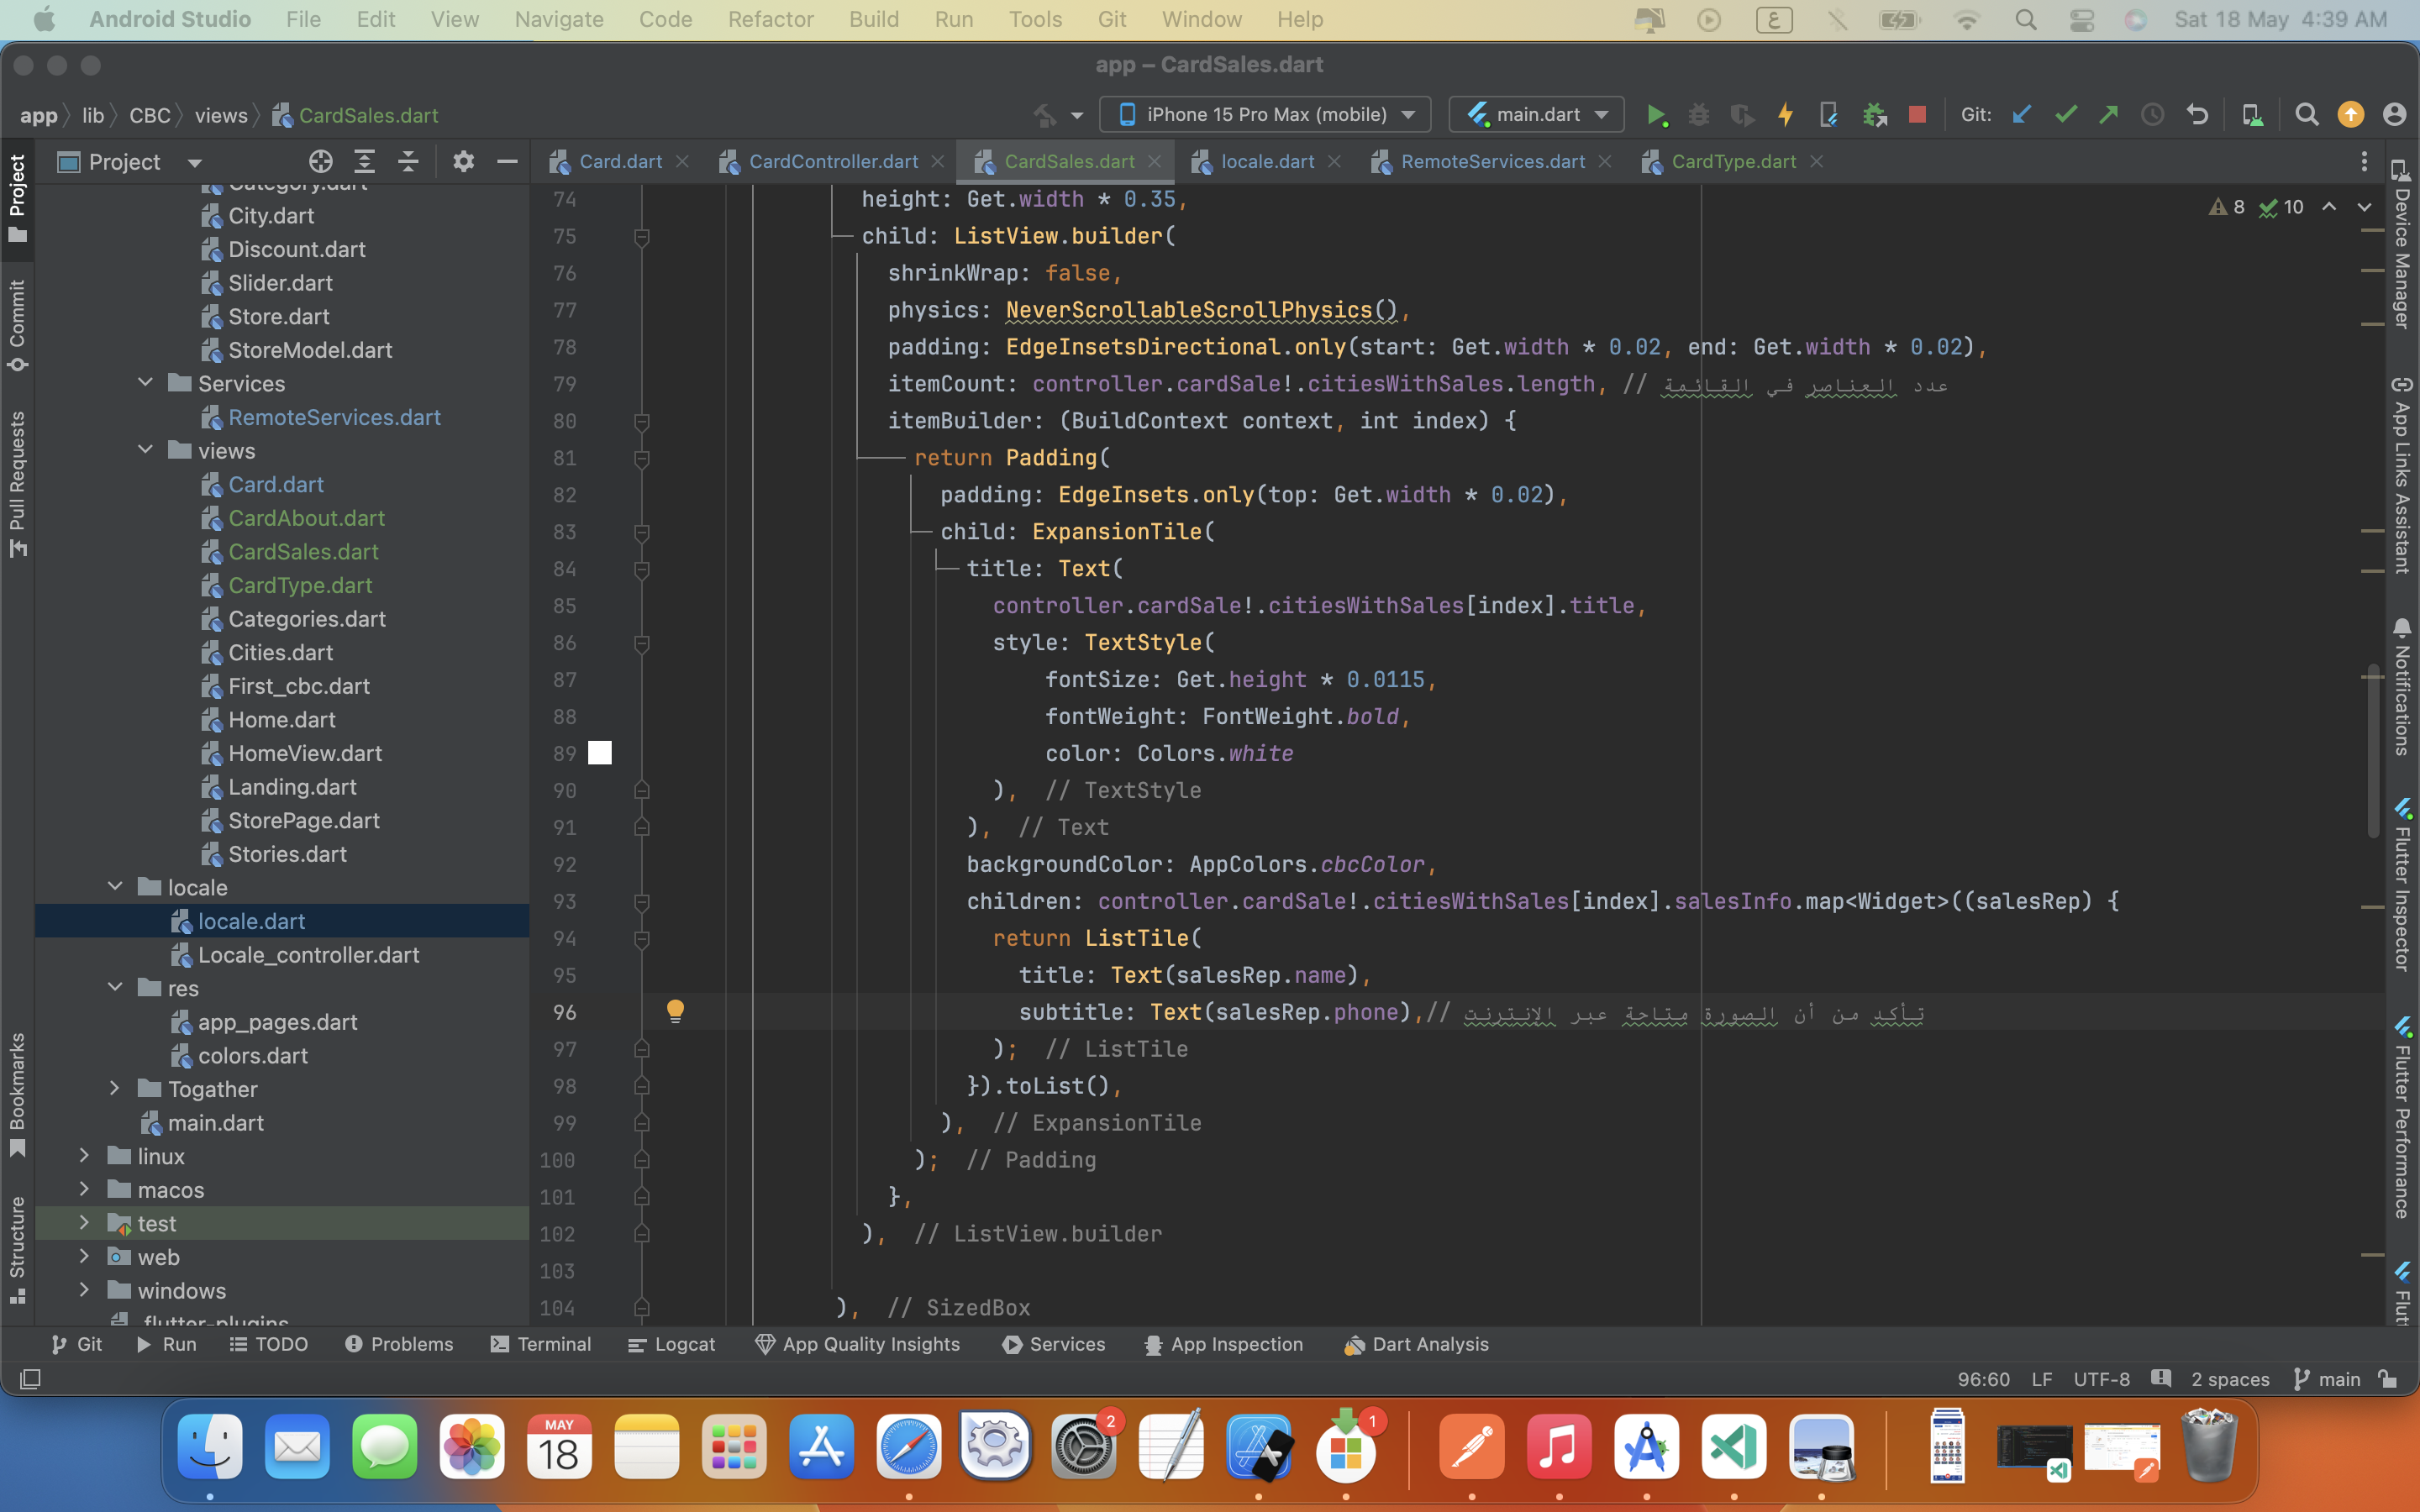 Android Studio File Edit View Navigate Code Refactor Build Run Tools Git Window Help ع Sat 18 May 4:39 AM
app – CardSales.dart
app lib CBC views CardSales.dart iPhone 15 Pro Max (mobile) main.dart Git:
Project Card.dart CardController.dart CardSales.dart locale.dart RemoteServices.dart CardType.dart
8 10
Project
Commit
Pull Requests
Bookmarks
Structure
Category.dart
City.dart
Discount.dart
Slider.dart
Store.dart
StoreModel.dart
Services
RemoteServices.dart
views
Card.dart
CardAbout.dart
CardSales.dart
CardType.dart
Categories.dart
Cities.dart
First_cbc.dart
Home.dart
HomeView.dart
Landing.dart
StorePage.dart
Stories.dart
locale
locale.dart
Locale_controller.dart
res
app_pages.dart
colors.dart
Togather
main.dart
linux
macos
test
web
windows
.flutter-plugins
74 height: Get.width * 0.35,
75 child: ListView.builder(
76 shrinkWrap: false,
77 physics: NeverScrollableScrollPhysics(),
78 padding: EdgeInsetsDirectional.only(start: Get.width * 0.02, end: Get.width * 0.02),
79 itemCount: controller.cardSale!.citiesWithSales.length, // عدد العناصر في القائمة
80 itemBuilder: (BuildContext context, int index) {
81 return Padding(
82 padding: EdgeInsets.only(top: Get.width * 0.02),
83 child: ExpansionTile(
84 title: Text(
85 controller.cardSale!.citiesWithSales[index].title,
86 style: TextStyle(
87 fontSize: Get.height * 0.0115,
88 fontWeight: FontWeight.bold,
89 color: Colors.white
90 ), // TextStyle
91 ), // Text
92 backgroundColor: AppColors.cbcColor,
93 children: controller.cardSale!.citiesWithSales[index].salesInfo.map<Widget>((salesRep) {
94 return ListTile(
95 title: Text(salesRep.name),
96 subtitle: Text(salesRep.phone),// تأكد من أن الصورة متاحة عبر الإنترنت
97 ); // ListTile
98 }).toList(),
99 ), // ExpansionTile
100 ); // Padding
101 },
102 ), // ListView.builder
103
104 ), // SizedBox
Device Manager
App Links Assistant
Notifications
Flutter Inspector
Flutter Performance
Flutt
Git Run TODO Problems Terminal Logcat App Quality Insights Services App Inspection Dart Analysis
96:60 LF UTF-8 2 spaces main
MAY
18
2
1